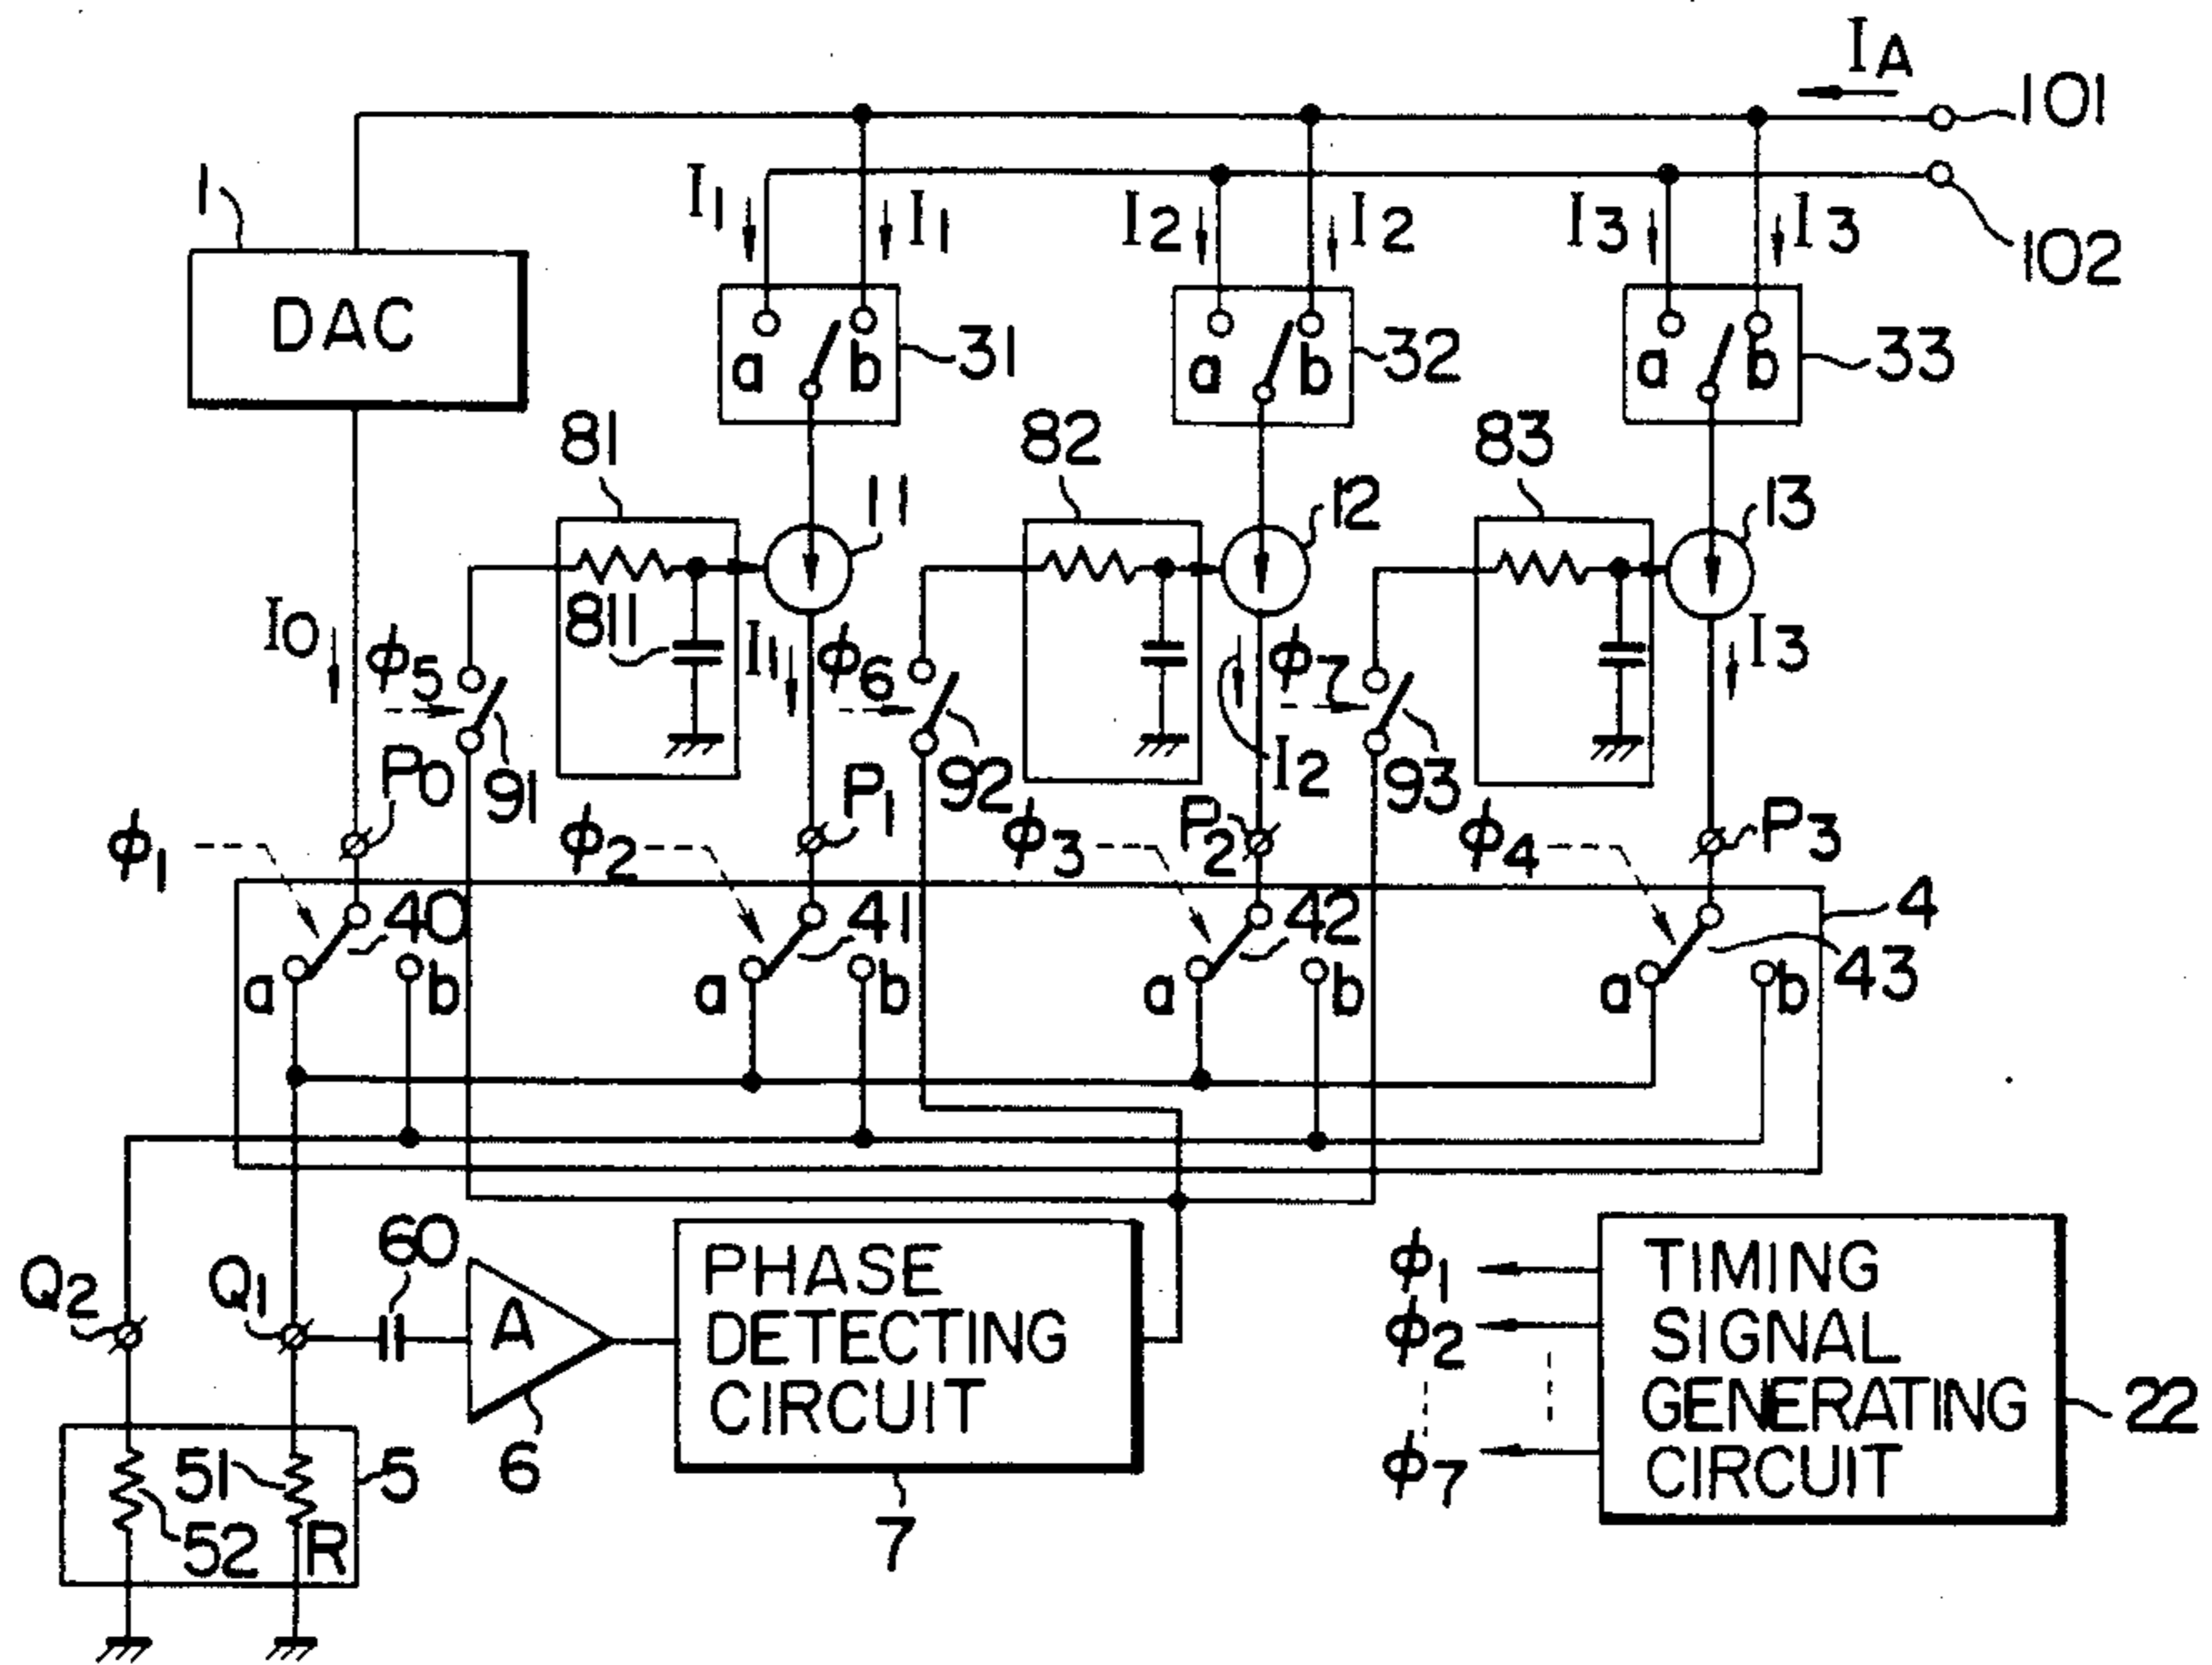 IA
101
102
1
DAC
I1
I1
I2
I2
I3
I3
a
b
31
a
b
32
a
b
33
81
82
83
11
12
13
811
I0
ϕ5
I1
ϕ6
ϕ7
I3
I2
P0
91
P1
92
P2
93
P3
ϕ1
ϕ2
ϕ3
ϕ4
40
41
42
43
4
a
b
a
b
a
b
a
b
60
Q2
Q1
A
6
PHASE
DETECTING
CIRCUIT
7
ϕ1
ϕ2
ϕ7
TIMING
SIGNAL
GENERATING
CIRCUIT
22
51
52
R
5